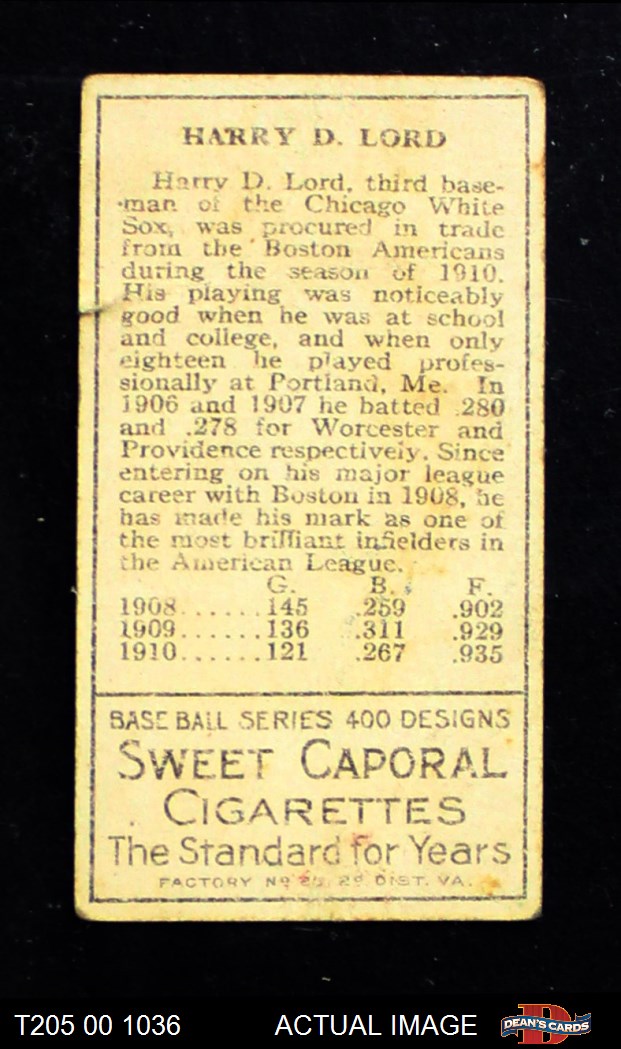 HARRY D. LORD
Harry D. Lord, third base-
man of the Chicago White
Sox, was procured in trade
from the Boston Americans
during the season of 1910.
His playing was noticeably
good when he was at school
and college, and when only
eighteen he played profes-
sionally at Portland, Me. In
1906 and 1907 he batted .280
and .278 for Worcester and
Providence respectively. Since
entering on his major league
career with Boston in 1908, he
has made his mark as one of
the most brilliant infielders in
the American League.
G. B. F.
1908......145 .259 .902
1909......136 .311 .929
1910......121 .267 .935
BASE BALL SERIES 400 DESIGNS
SWEET CAPORAL
CIGARETTES
The Standard for Years
FACTORY Nº 25, 2º DIST. VA.
T205 00 1036 ACTUAL IMAGE DEAN'S CARDS